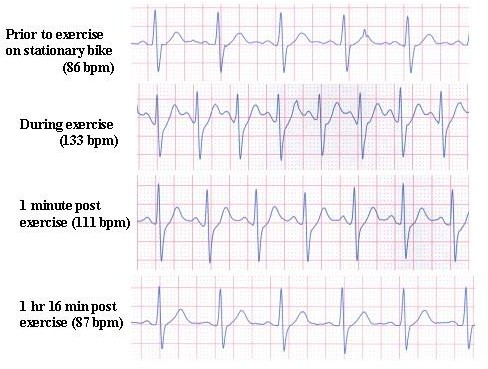 Prior to exercise
on stationary bike
(86 bpm)
During exercise
(133 bpm)
1 minute post
exercise (111 bpm)
1 hr 16 min post
exercise (87 bpm)